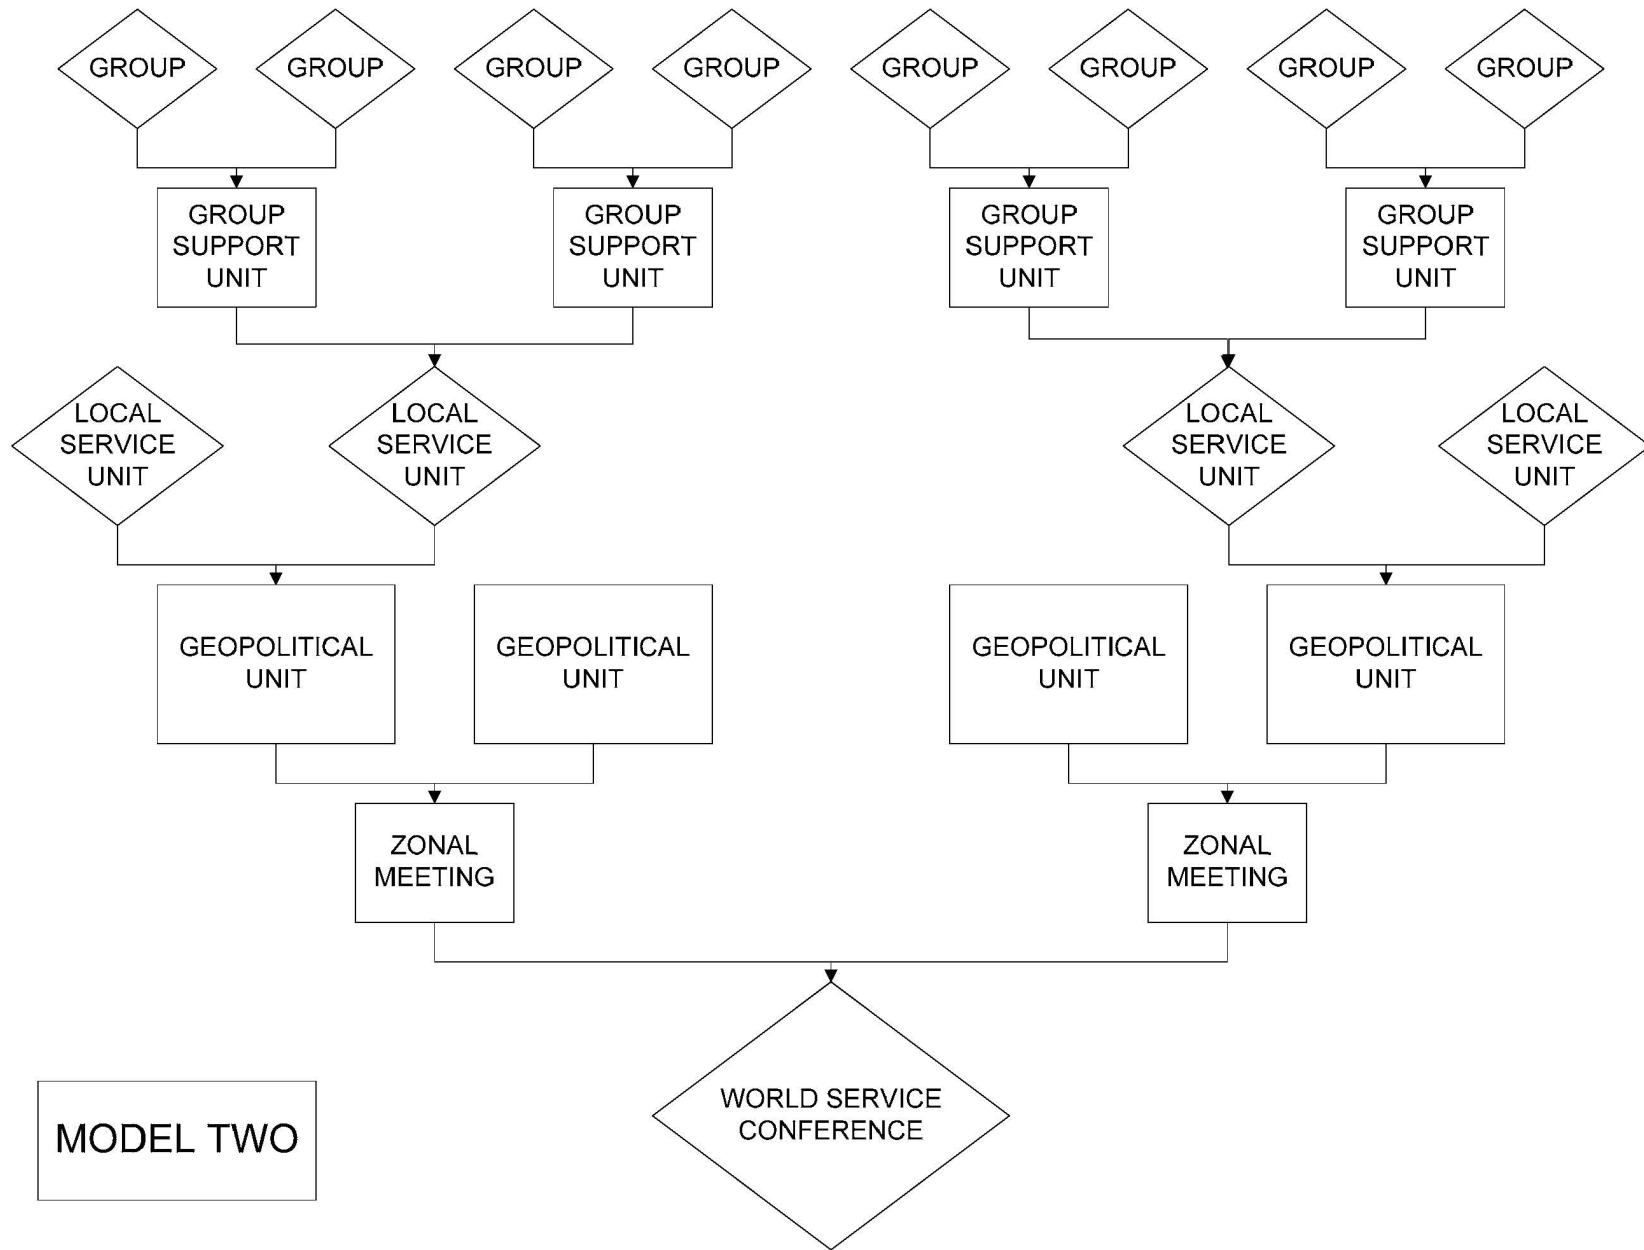 GROUP
GROUP
GROUP
GROUP
GROUP
GROUP
GROUP
GROUP
GROUP
SUPPORT
UNIT
GROUP
SUPPORT
UNIT
GROUP
SUPPORT
UNIT
GROUP
SUPPORT
UNIT
LOCAL
SERVICE
UNIT
LOCAL
SERVICE
UNIT
LOCAL
SERVICE
UNIT
LOCAL
SERVICE
UNIT
GEOPOLITICAL
UNIT
GEOPOLITICAL
UNIT
GEOPOLITICAL
UNIT
GEOPOLITICAL
UNIT
ZONAL
MEETING
ZONAL
MEETING
WORLD SERVICE
CONFERENCE
MODEL TWO